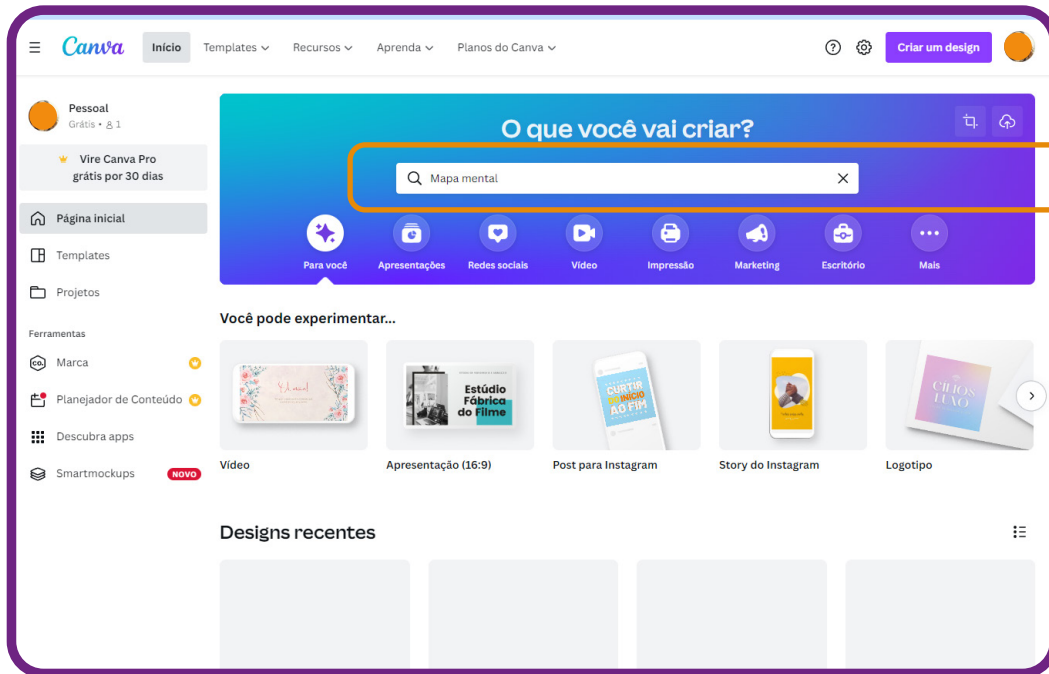 Canva
Início
Templates
Recursos
Aprenda
Planos do Canva
Criar um design
Pessoal
Grátis • 1
Vire Canva Pro
grátis por 30 dias
Página inicial
Templates
Projetos
Ferramentas
Marca
Planejador de Conteúdo
Descubra apps
Smartmockups
NOVO
O que você vai criar?
Mapa mental
Para você
Apresentações
Redes sociais
Vídeo
Impressão
Marketing
Escritório
Mais
Você pode experimentar...
Estúdio
Fábrica
do Filme
CURTIR
DO INÍCIO
AO FIM
CÍLIOS
LUXO
Vídeo
Apresentação (16:9)
Post para Instagram
Story do Instagram
Logotipo
Designs recentes